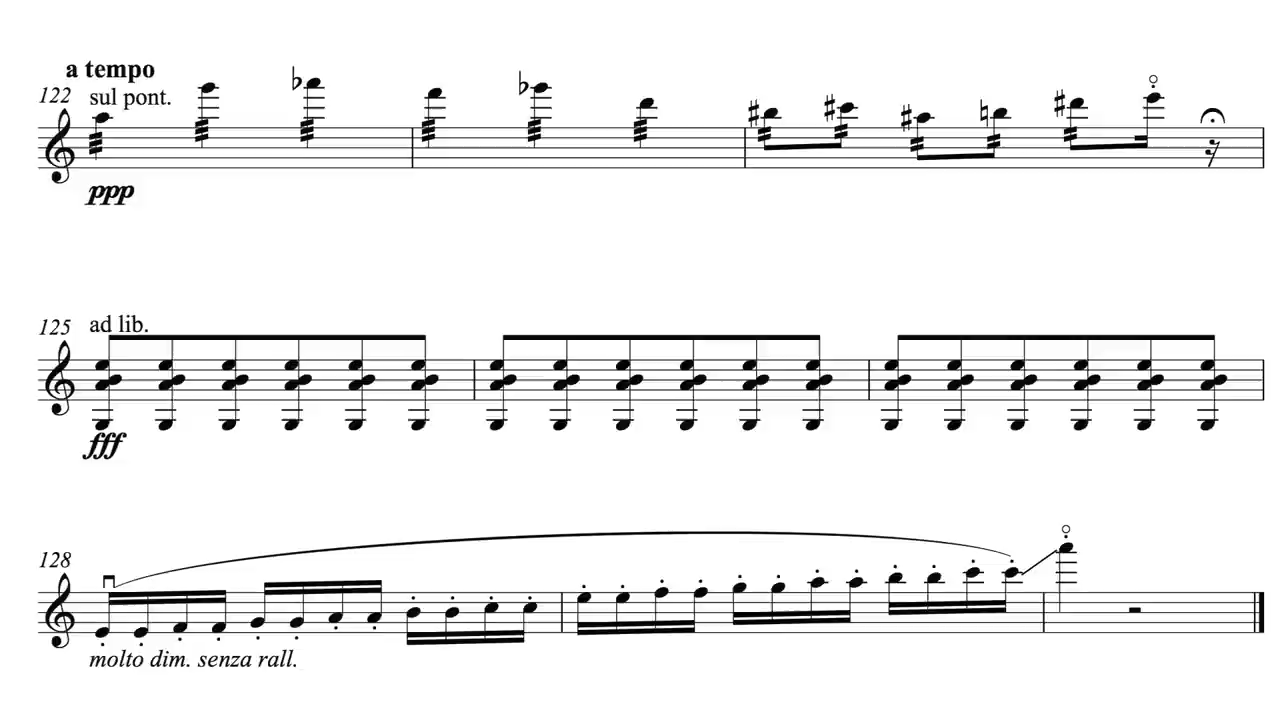 a tempo
122 sul pont.
ppp
125 ad lib.
fff
128
molto dim. senza rall.